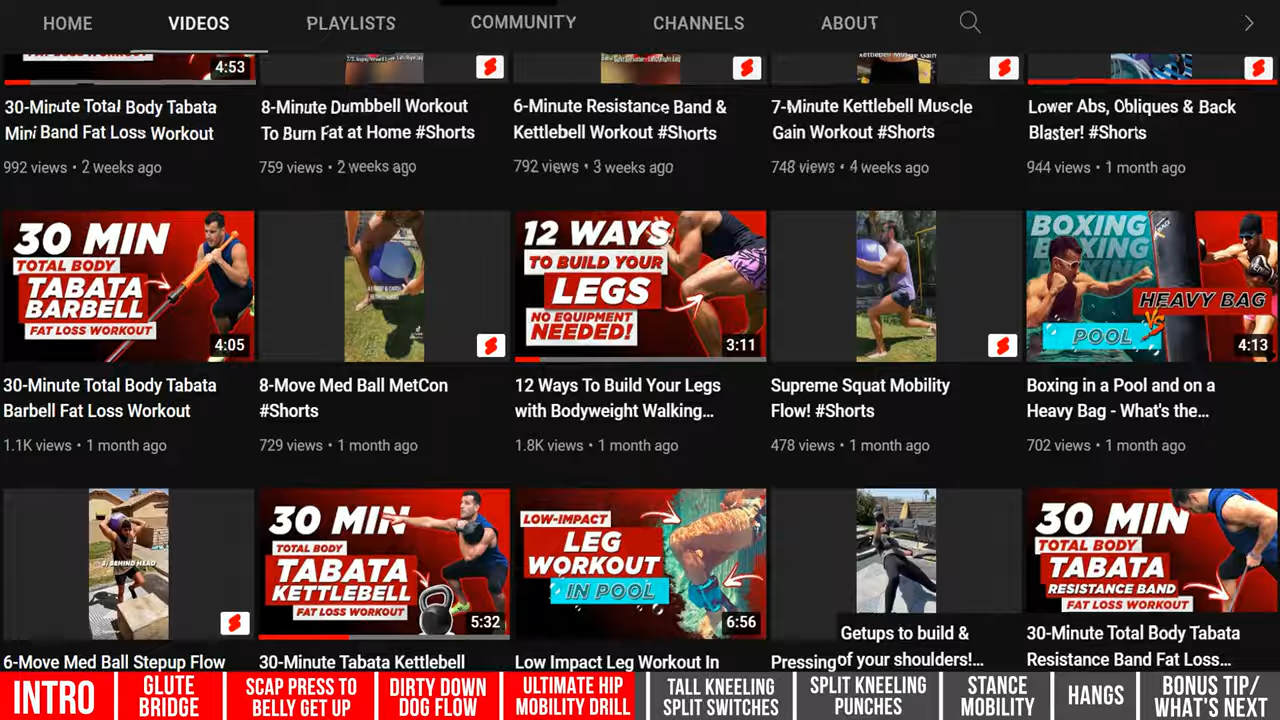 HOME VIDEOS PLAYLISTS COMMUNITY CHANNELS ABOUT
4:53
Kettlebell Muscle Gain
30-Minute Total Body Tabata
Mini Band Fat Loss Workout
992 views • 2 weeks ago
8-Minute Dumbbell Workout
To Burn Fat at Home #Shorts
759 views • 2 weeks ago
6-Minute Resistance Band &
Kettlebell Workout #Shorts
792 views • 3 weeks ago
7-Minute Kettlebell Muscle
Gain Workout #Shorts
748 views • 4 weeks ago
Lower Abs, Obliques & Back
Blaster! #Shorts
944 views • 1 month ago
30 MIN
TOTAL BODY
TABATA
BARBELL
FAT LOSS WORKOUT
4:05
30-Minute Total Body Tabata
Barbell Fat Loss Workout
1.1K views • 1 month ago
8-Move Med Ball MetCon
#Shorts
729 views • 1 month ago
12 WAYS
TO BUILD YOUR
LEGS
NO EQUIPMENT
NEEDED!
3:11
12 Ways To Build Your Legs
with Bodyweight Walking...
1.8K views • 1 month ago
Supreme Squat Mobility
Flow! #Shorts
478 views • 1 month ago
BOXING
BOXING
BOXING
HEAVY BAG
VS
POOL
4:13
Boxing in a Pool and on a
Heavy Bag - What's the...
702 views • 1 month ago
3) BEHIND HEAD
6-Move Med Ball Stepup Flow
30 MIN
TOTAL BODY
TABATA
KETTLEBELL
FAT LOSS WORKOUT
5:32
30-Minute Tabata Kettlebell
LOW-IMPACT
LEG
WORKOUT
IN POOL
6:56
Low Impact Leg Workout In
Getups to build &
Pressing of your shoulders!...
30 MIN
TOTAL BODY
TABATA
RESISTANCE BAND
FAT LOSS WORKOUT
30-Minute Total Body Tabata
Resistance Band Fat Loss...
INTRO
GLUTE
BRIDGE
SCAP PRESS TO
BELLY GET UP
DIRTY DOWN
DOG FLOW
ULTIMATE HIP
MOBILITY DRILL
TALL KNEELING
SPLIT SWITCHES
SPLIT KNEELING
PUNCHES
STANCE
MOBILITY
HANGS
BONUS TIP/
WHAT'S NEXT